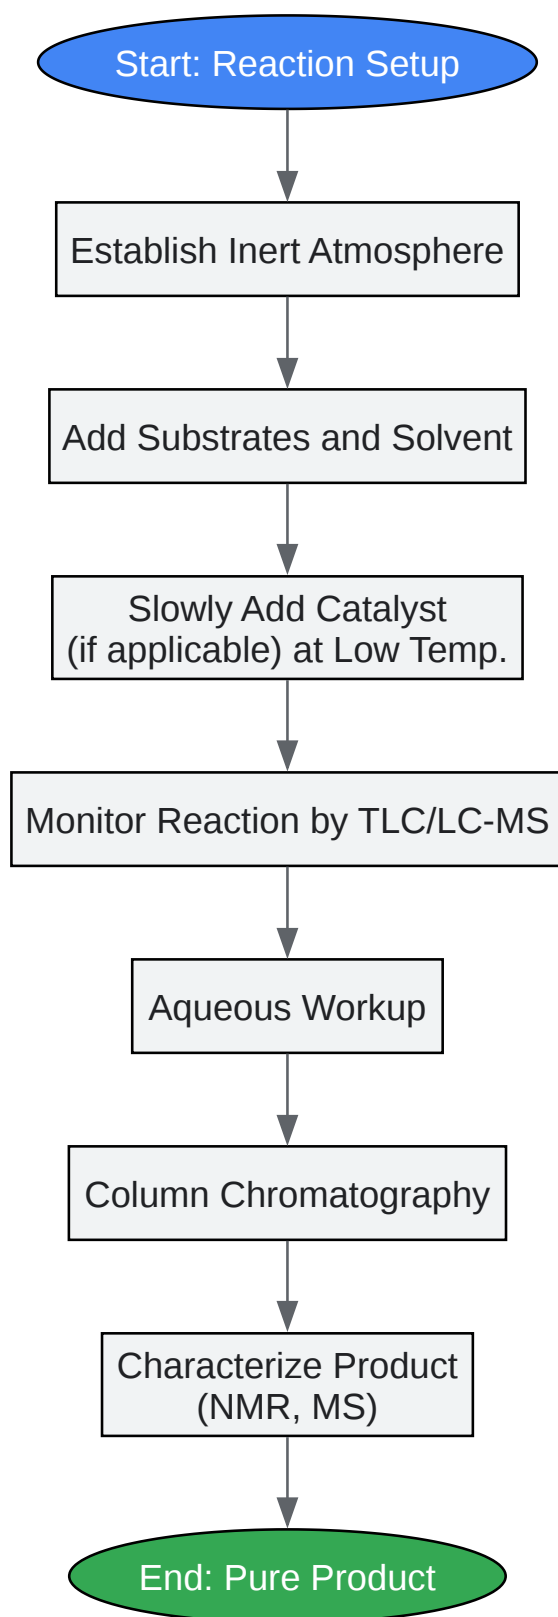 Start: Reaction Setup
Establish Inert Atmosphere
Add Substrates and Solvent
Slowly Add Catalyst
(if applicable) at Low Temp.
Monitor Reaction by TLC/LC-MS
Aqueous Workup
Column Chromatography
Characterize Product
(NMR, MS)
End: Pure Product